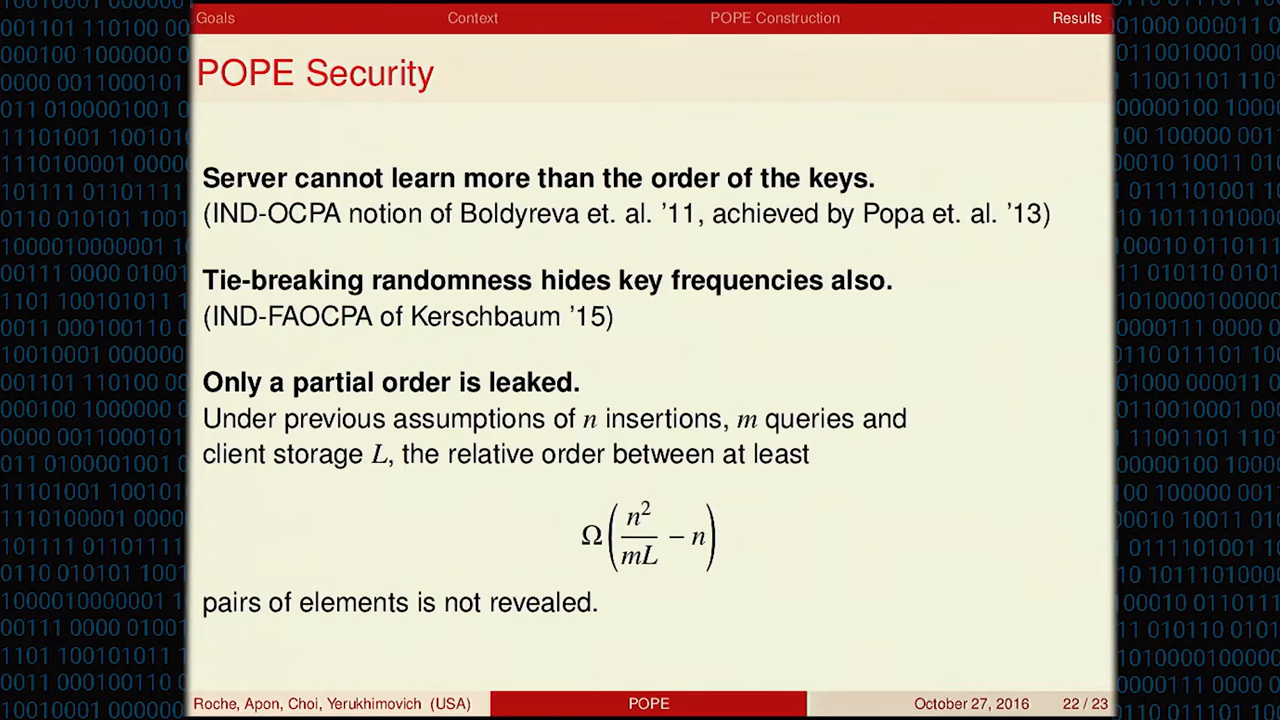 Goals Context POPE Construction Results
POPE Security
Server cannot learn more than the order of the keys.
(IND-OCPA notion of Boldyreva et. al. '11, achieved by Popa et. al. '13)
Tie-breaking randomness hides key frequencies also.
(IND-FAOCPA of Kerschbaum '15)
Only a partial order is leaked.
Under previous assumptions of n insertions, m queries and
client storage L, the relative order between at least
Ω(n²/mL − n)
pairs of elements is not revealed.
Roche, Apon, Choi, Yerukhimovich (USA) POPE October 27, 2016 22 / 23